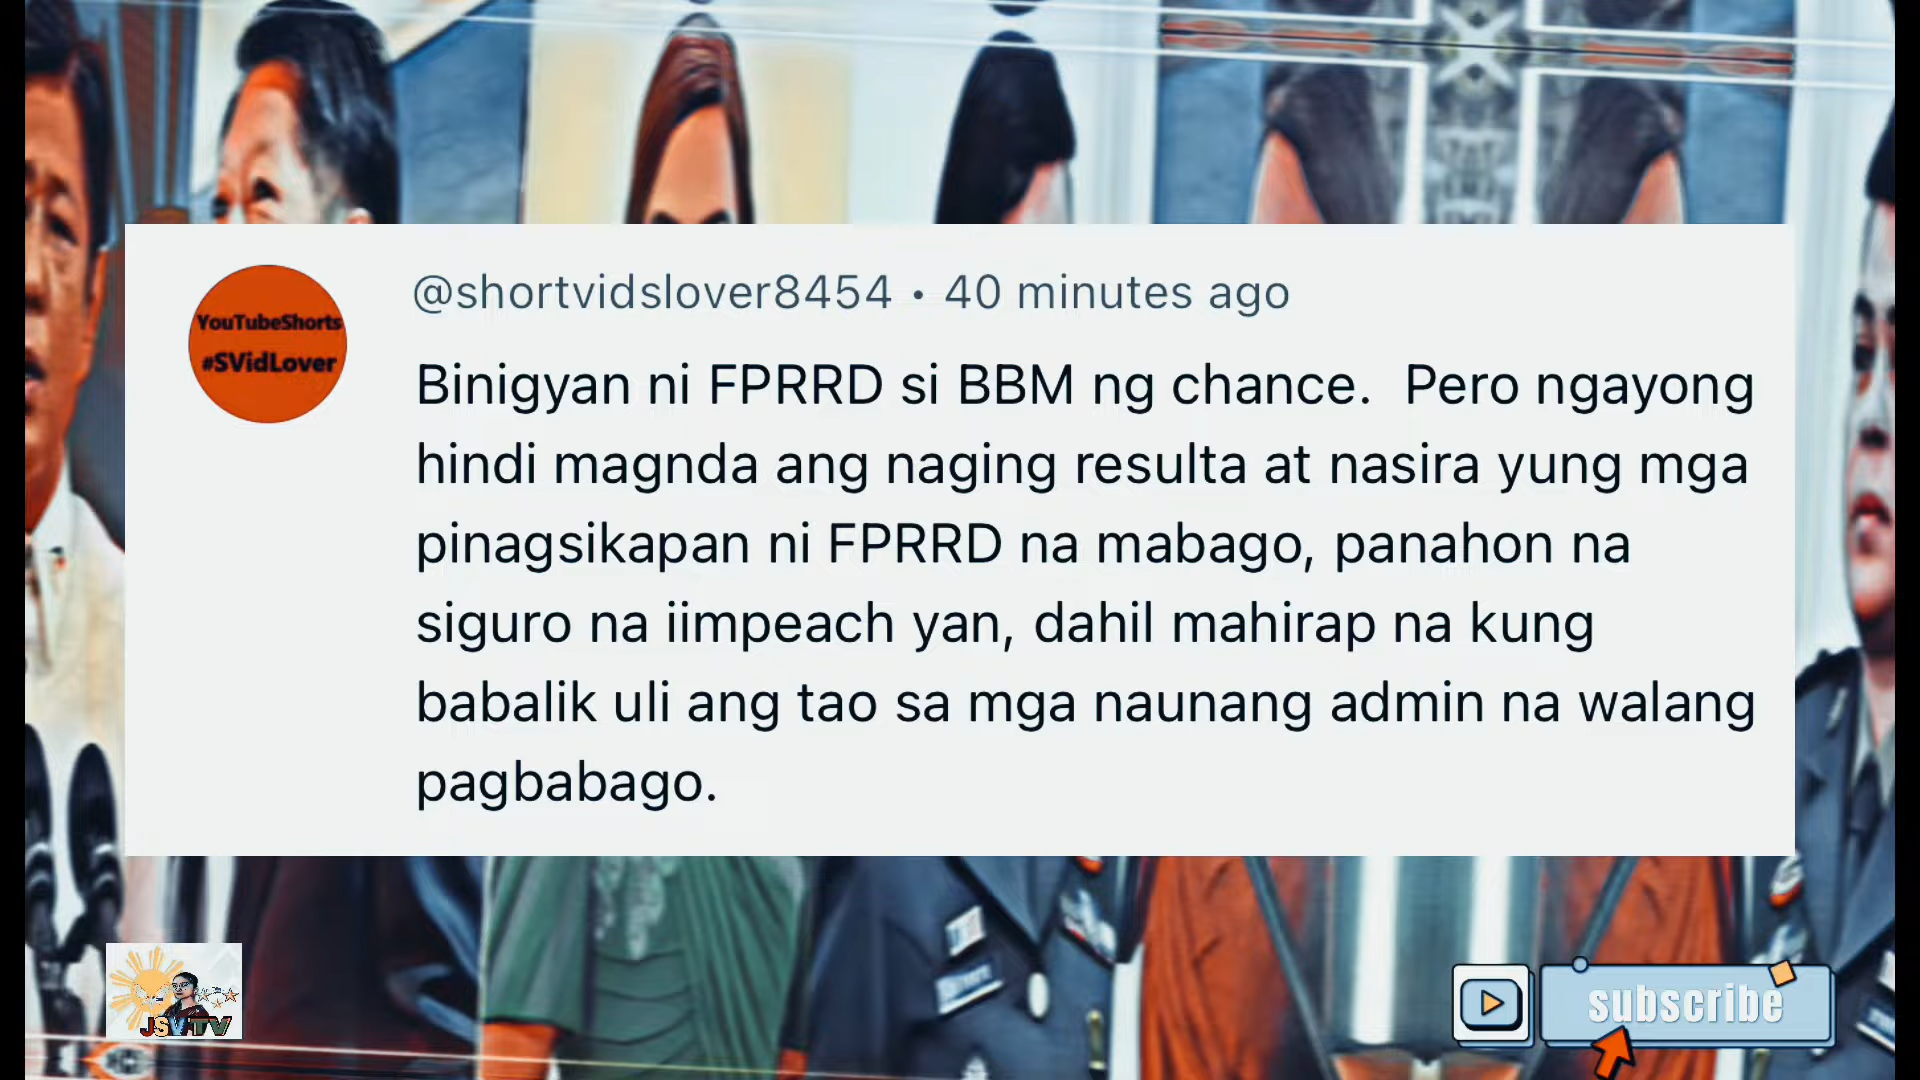 @shortvidslover8454 • 40 minutes ago
YouTubeShorts
#SVidLover
Binigyan ni FPRRD si BBM ng chance.  Pero ngayong
hindi magnda ang naging resulta at nasira yung mga
pinagsikapan ni FPRRD na mabago, panahon na
siguro na iimpeach yan, dahil mahirap na kung
babalik uli ang tao sa mga naunang admin na walang
pagbabago.
JSV TV
subscribe